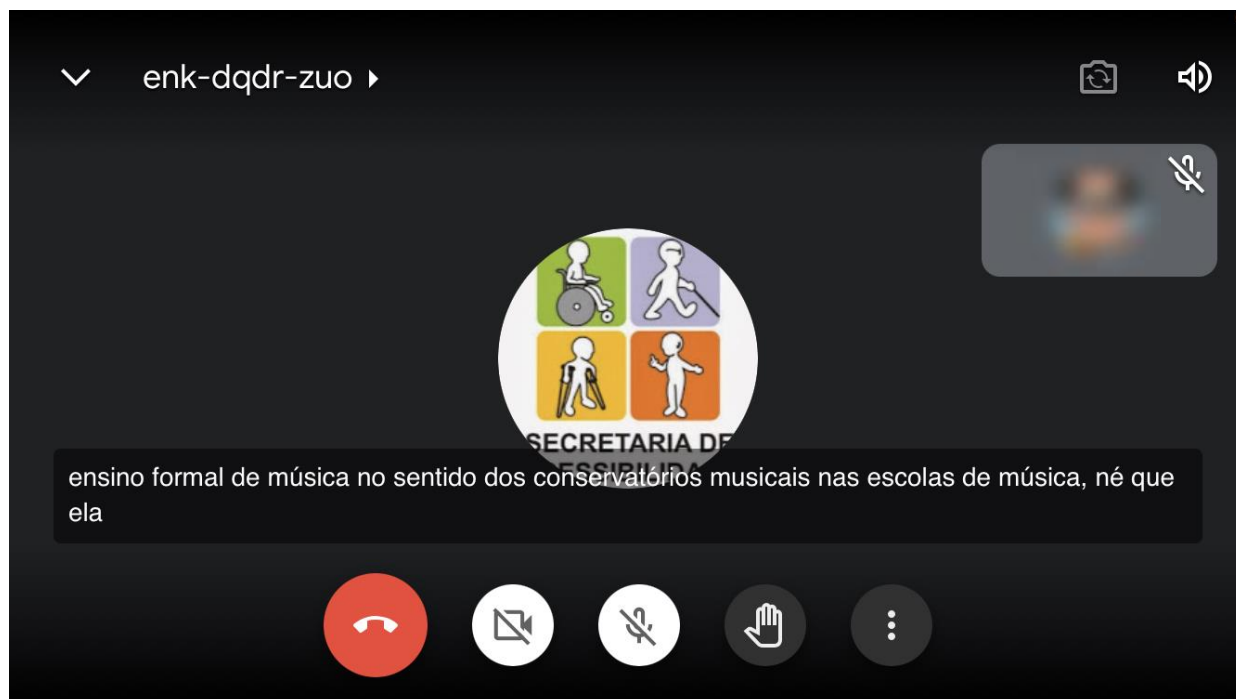 enk-dqdr-zuo
SECRETARIA DE
ensino formal de música no sentido dos conservatórios musicais nas escolas de música, né que
ela